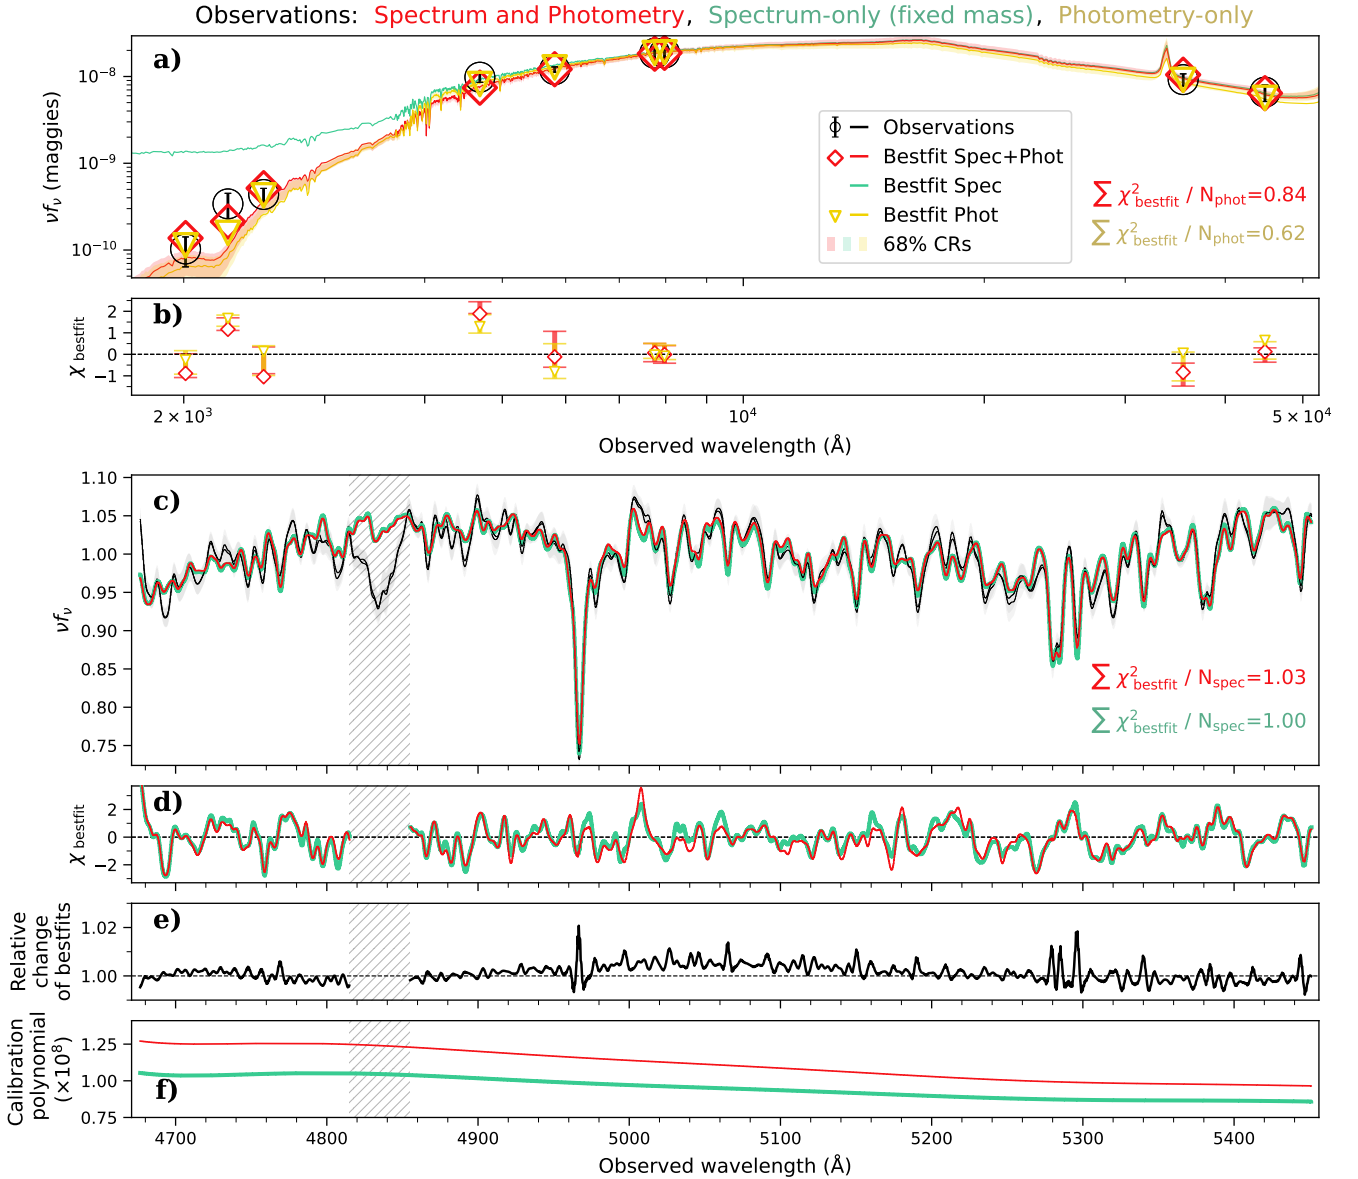 Observations: Spectrum and Photometry, Spectrum-only (fixed mass), Photometry-only
a)
νfν (maggies)
10⁻⁸
10⁻⁹
10⁻¹⁰
Observations
Bestfit Spec+Phot
Bestfit Spec
Bestfit Phot
68% CRs
∑ χ²bestfit / Nphot=0.84
∑ χ²bestfit / Nphot=0.62
b)
χ bestfit
2
1
0
−1
2 × 10³
10⁴
5 × 10⁴
Observed wavelength (Å)
c)
νfν
1.10
1.05
1.00
0.95
0.90
0.85
0.80
0.75
∑ χ²bestfit / Nspec=1.03
∑ χ²bestfit / Nspec=1.00
d)
χ bestfit
2
0
−2
e)
Relative
change
of bestfits
1.02
1.00
f)
Calibration
polynomial
(×10⁸)
1.25
1.00
0.75
4700 4800 4900 5000 5100 5200 5300 5400
Observed wavelength (Å)